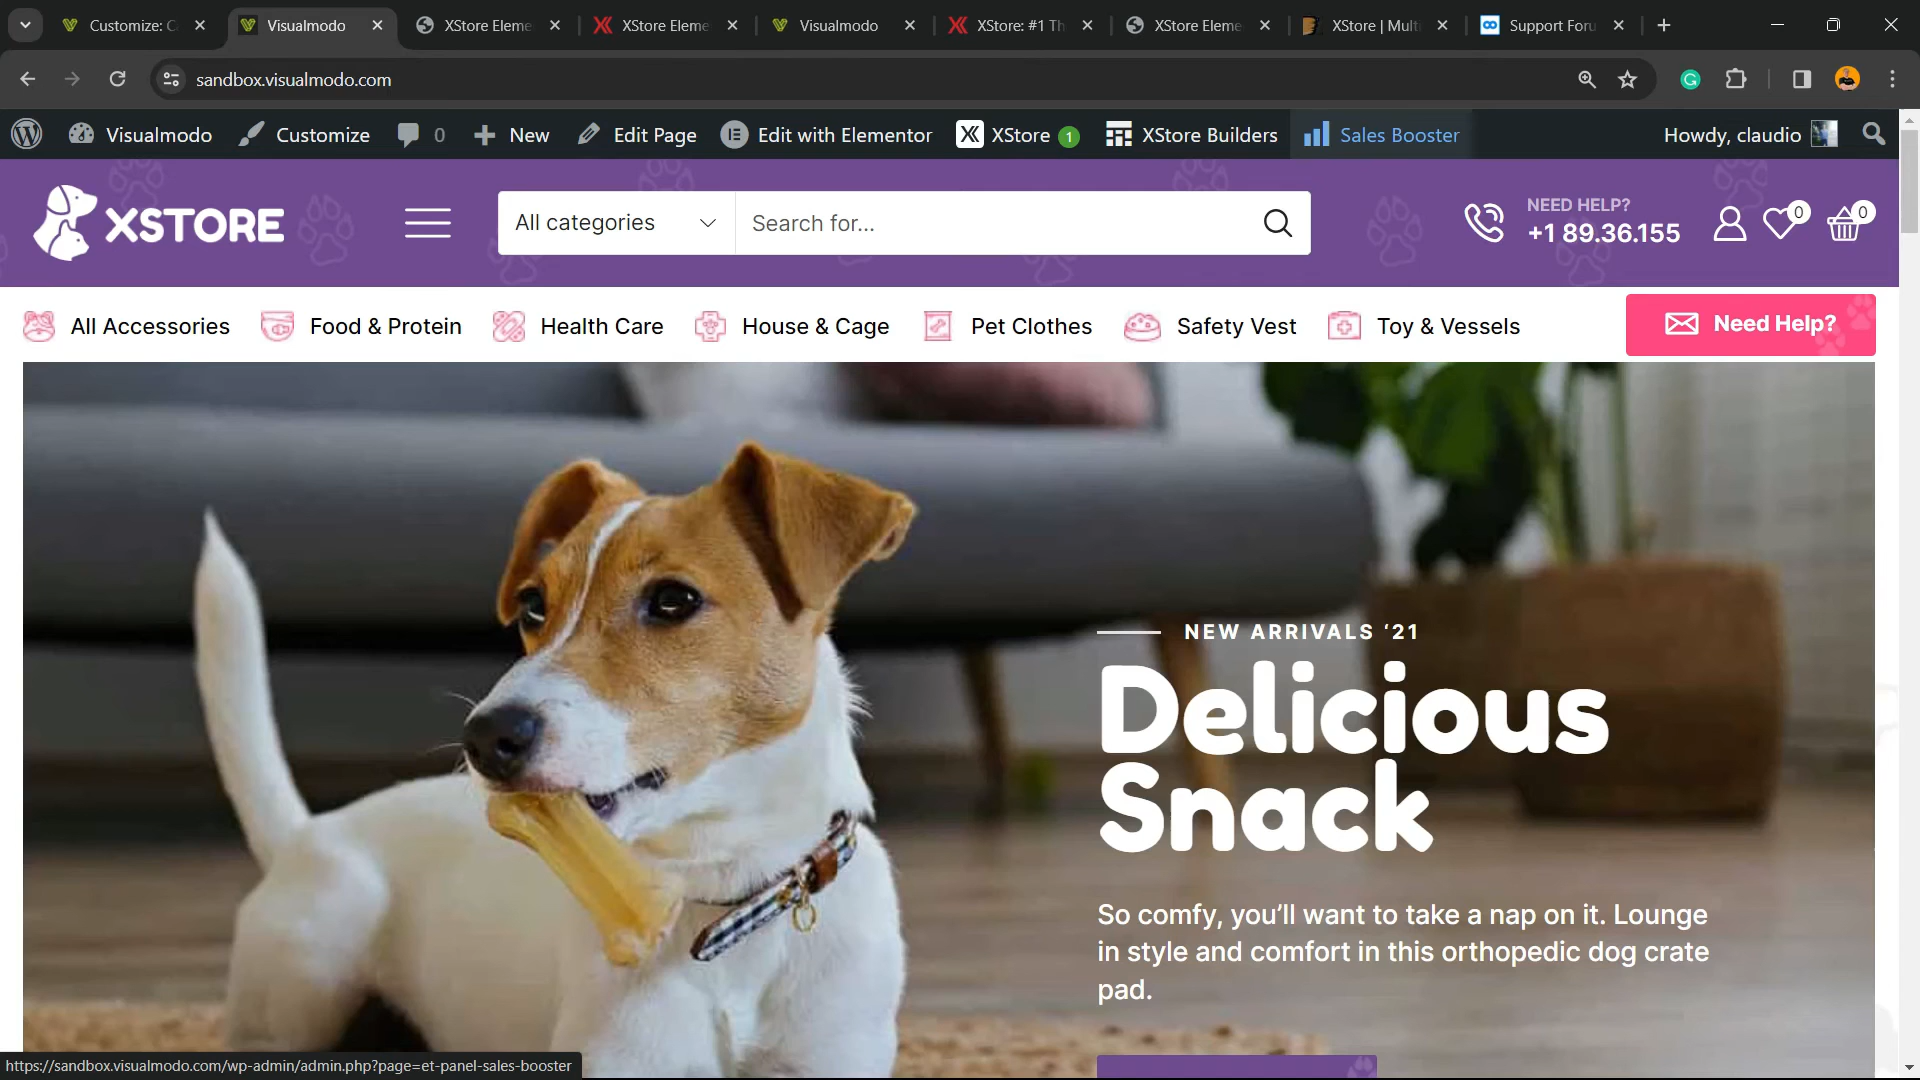 Customize: C
Visualmodo
XStore Eleme
XStore Eleme
Visualmodo
XStore: #1 Th
XStore Eleme
XStore | Multi
Support Foru
sandbox.visualmodo.com
Visualmodo
Customize
0
New
Edit Page
Edit with Elementor
XStore 1
XStore Builders
Sales Booster
Howdy, claudio
XSTORE
All categories
Search for...
NEED HELP?
+1 89.36.155
0
0
All Accessories
Food & Protein
Health Care
House & Cage
Pet Clothes
Safety Vest
Toy & Vessels
Need Help?
NEW ARRIVALS ‘21
Delicious
Snack
So comfy, you’ll want to take a nap on it. Lounge
in style and comfort in this orthopedic dog crate
pad.
https://sandbox.visualmodo.com/wp-admin/admin.php?page=et-panel-sales-booster